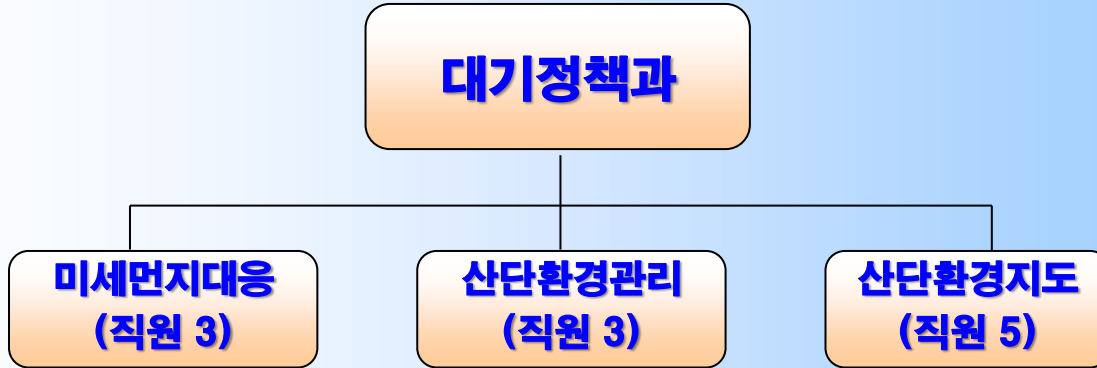 대기정책과
미세먼지대응
(직원 3)
산단환경관리
(직원 3)
산단환경지도
(직원 5)